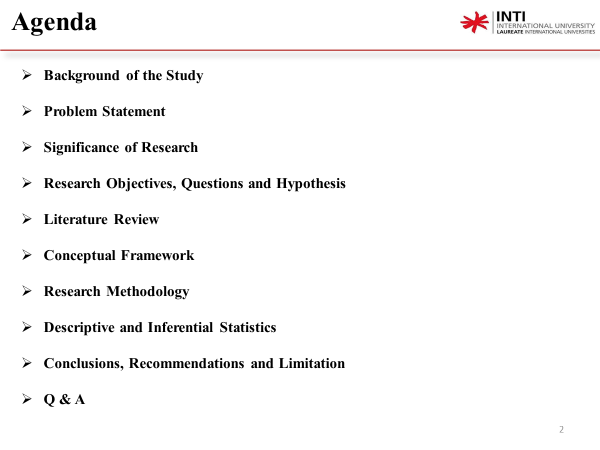 Agenda
INTI
INTERNATIONAL UNIVERSITY
LAUREATE INTERNATIONAL UNIVERSITIES
Background of the Study
Problem Statement
Significance of Research
Research Objectives, Questions and Hypothesis
Literature Review
Conceptual Framework
Research Methodology
Descriptive and Inferential Statistics
Conclusions, Recommendations and Limitation
Q & A
2